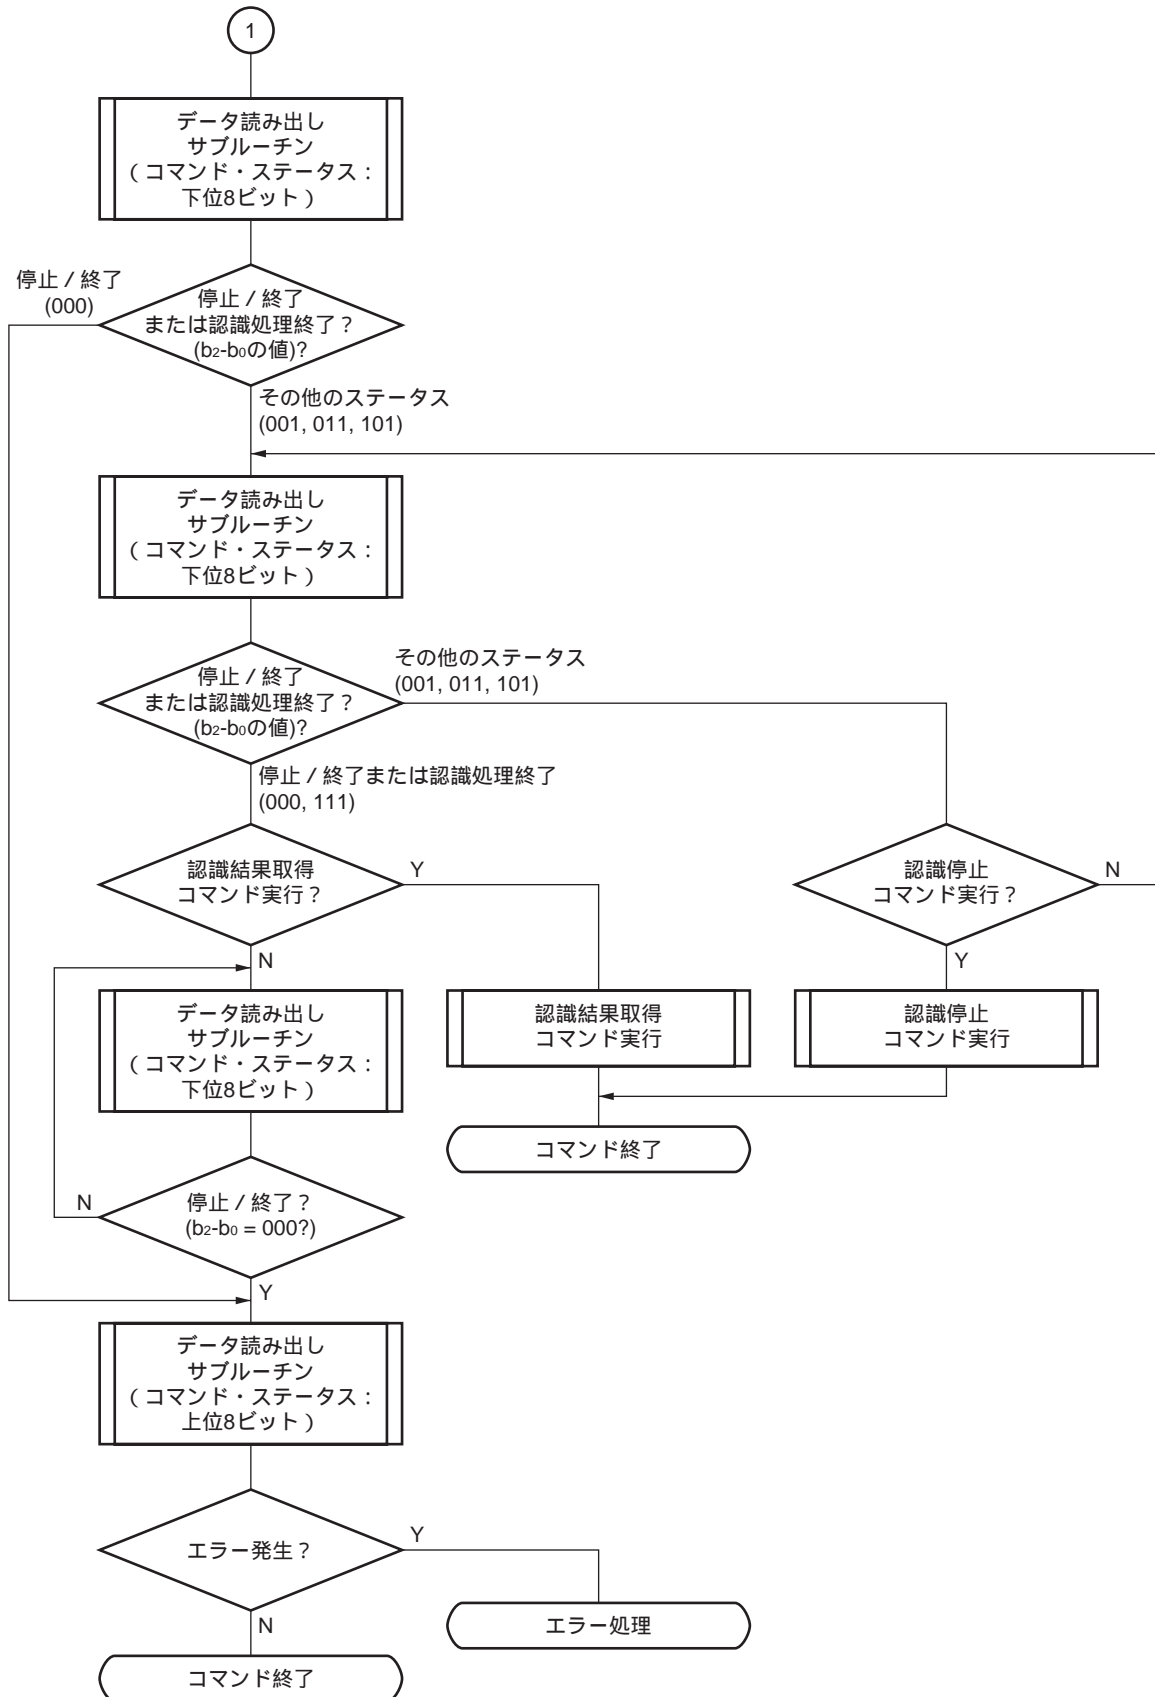 1
データ読み出し
サブルーチン
(コマンド・ステータス：
下位8ビット)
停止 / 終了
(000)
停止 / 終了
または認識処理終了？
(b2-b0の値)?
その他のステータス
(001, 011, 101)
データ読み出し
サブルーチン
(コマンド・ステータス：
下位8ビット)
停止 / 終了
または認識処理終了？
(b2-b0の値)?
その他のステータス
(001, 011, 101)
停止 / 終了または認識処理終了
(000, 111)
認識結果取得
コマンド実行？
Y
認識停止
コマンド実行？
N
N
Y
データ読み出し
サブルーチン
(コマンド・ステータス：
下位8ビット)
認識結果取得
コマンド実行
認識停止
コマンド実行
コマンド終了
N
停止 / 終了？
(b2-b0 = 000?)
Y
データ読み出し
サブルーチン
(コマンド・ステータス：
上位8ビット)
エラー発生？
Y
N
エラー処理
コマンド終了